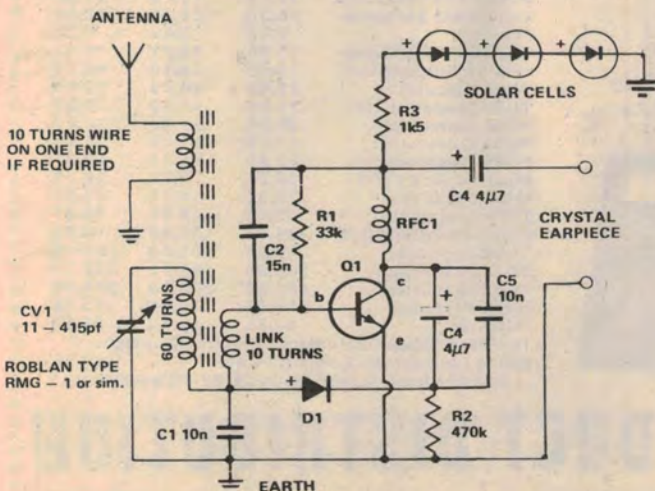 ANTENNA
10 TURNS WIRE
ON ONE END
IF REQUIRED
SOLAR CELLS
+
+
+
R3
1k5
+
C4 4µ7
R1
33k
C2
15n
RFC1
CRYSTAL
EARPIECE
Q1
b
c
e
C5
10n
+
C4
4µ7
CV1
11 – 415pf
60 TURNS
LINK
10 TURNS
ROBLAN TYPE
RMG – 1 or sim.
+
D1
R2
470k
C1 10n
EARTH